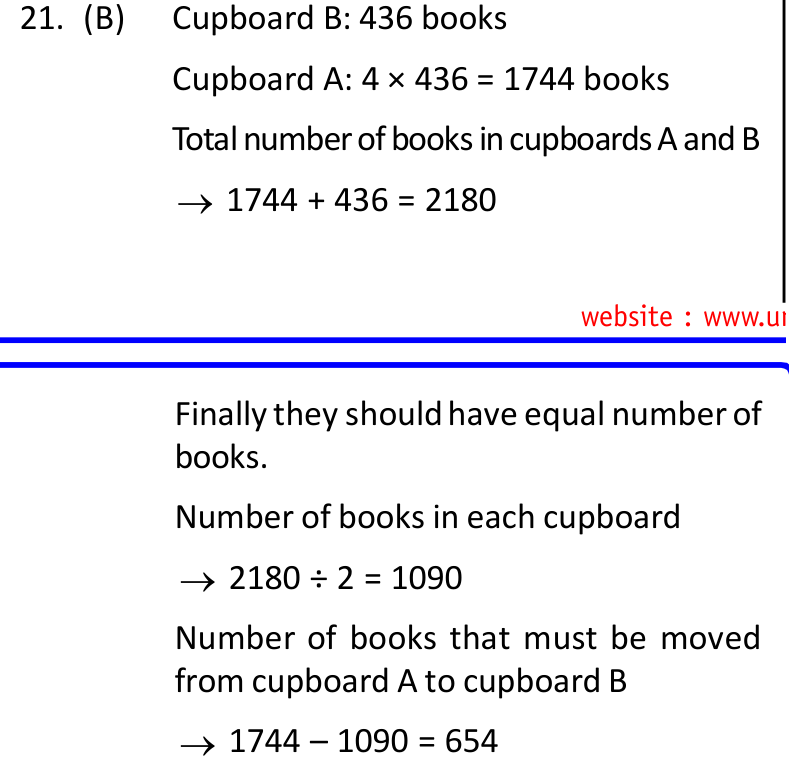 21. (B) Cupboard B: 436 books
Cupboard A: 4 × 436 = 1744 books
Total number of books in cupboards A and B
→ 1744 + 436 = 2180
website : www.u
Finally they should have equal number of
books.
Number of books in each cupboard
→ 2180 ÷ 2 = 1090
Number of books that must be moved
from cupboard A to cupboard B
→ 1744 – 1090 = 654